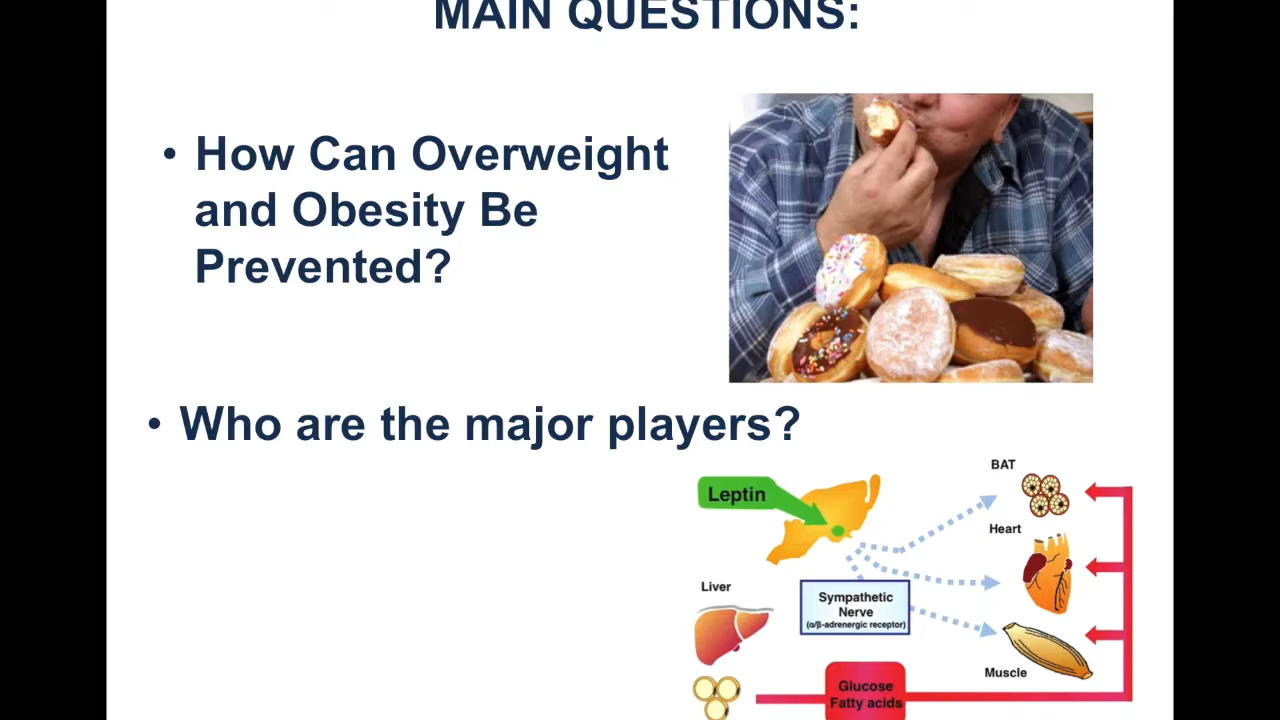 MAIN QUESTIONS:
• How Can Overweight
and Obesity Be
Prevented?
• Who are the major players?
BAT
Leptin
Heart
Liver
Sympathetic
Nerve
(α/β-adrenergic receptor)
Muscle
Glucose
Fatty acids